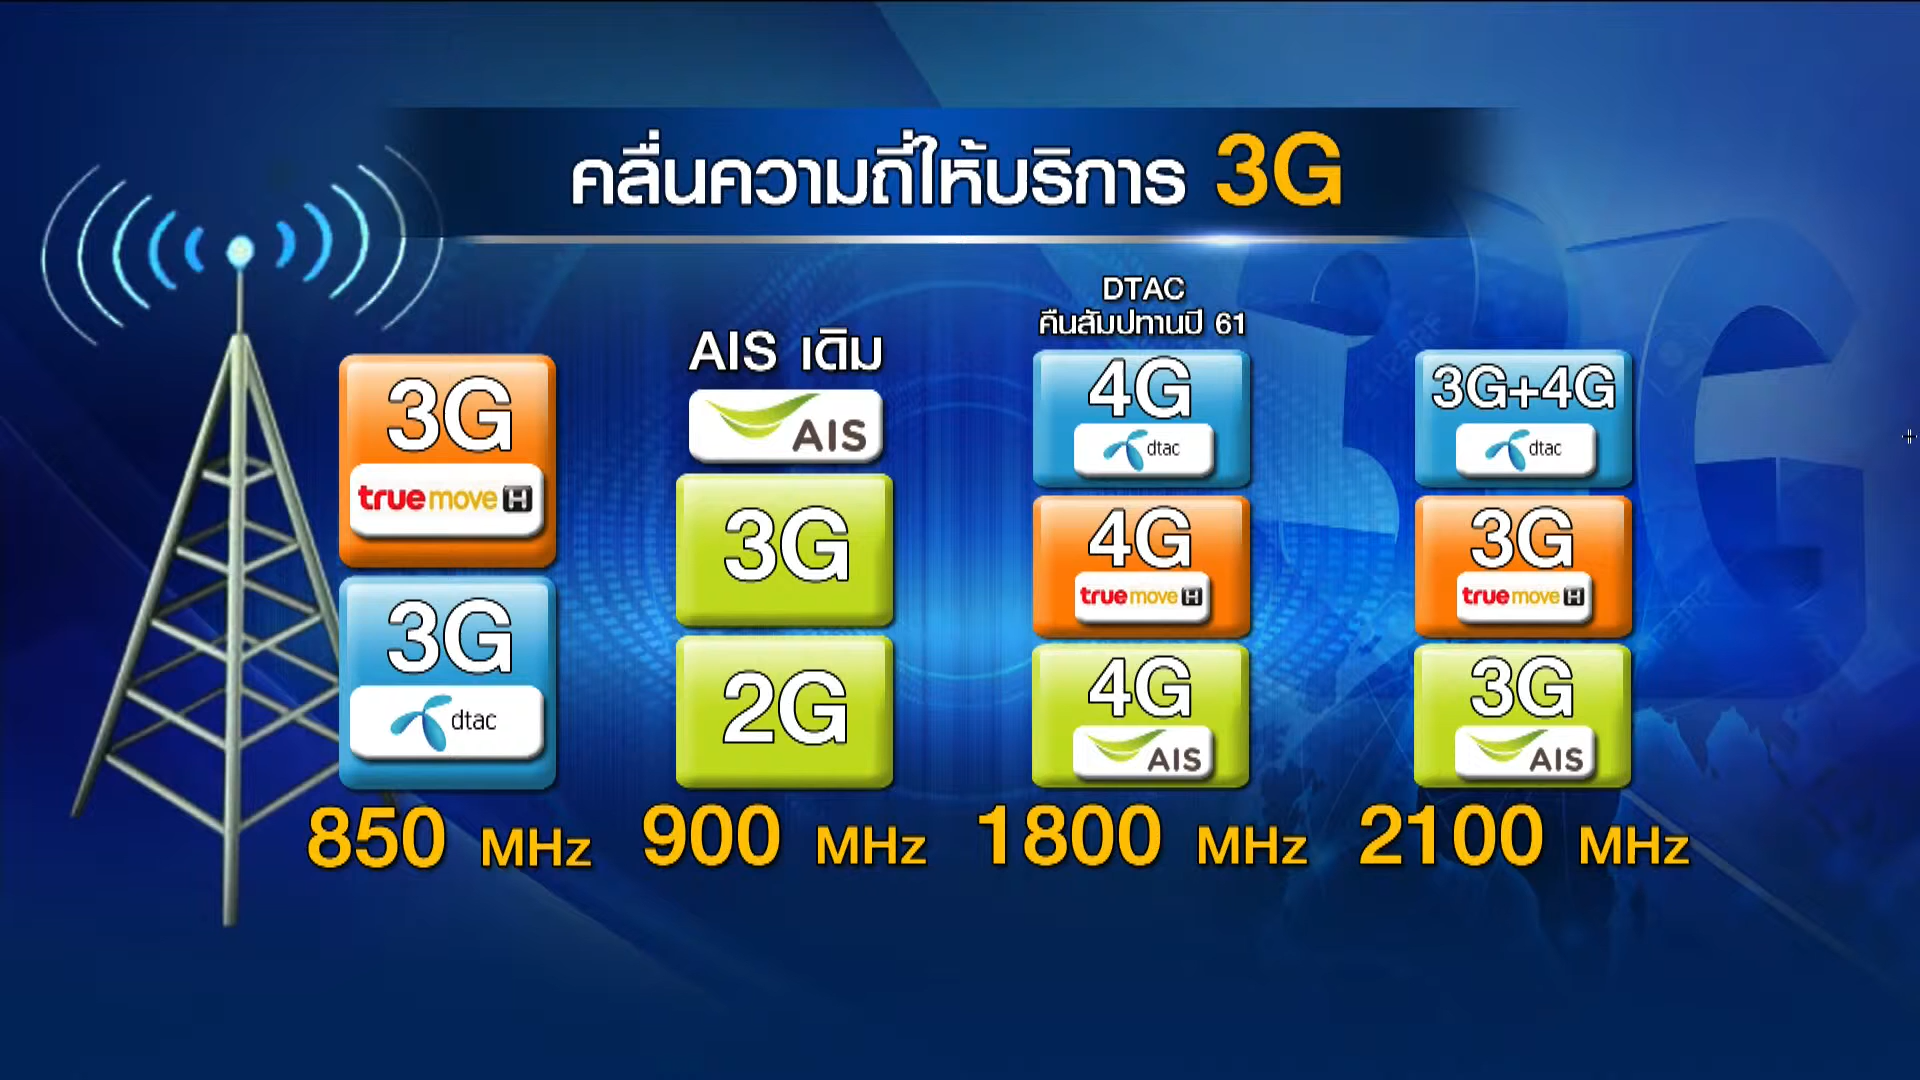 คลื่นความถี่ให้บริการ 3G
3G
truemove H
3G
dtac
850 MHz
AIS เดิม
AIS
3G
2G
900 MHz
DTAC
คืนสัมปทานปี 61
4G
dtac
4G
truemove H
4G
AIS
1800 MHz
3G+4G
dtac
3G
truemove H
3G
AIS
2100 MHz
3G